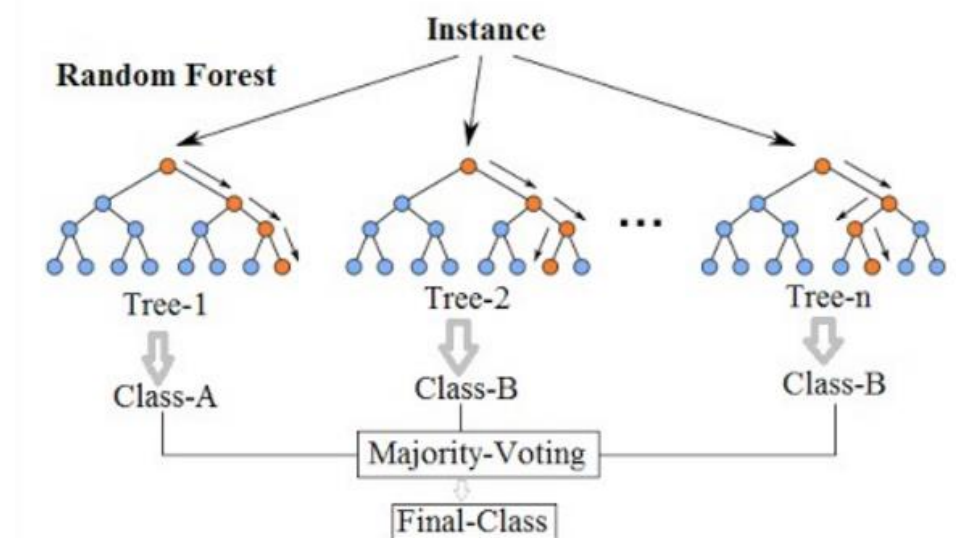 Instance
Random Forest
...
Tree-1
Tree-2
Tree-n
Class-A
Class-B
Class-B
Majority-Voting
Final-Class